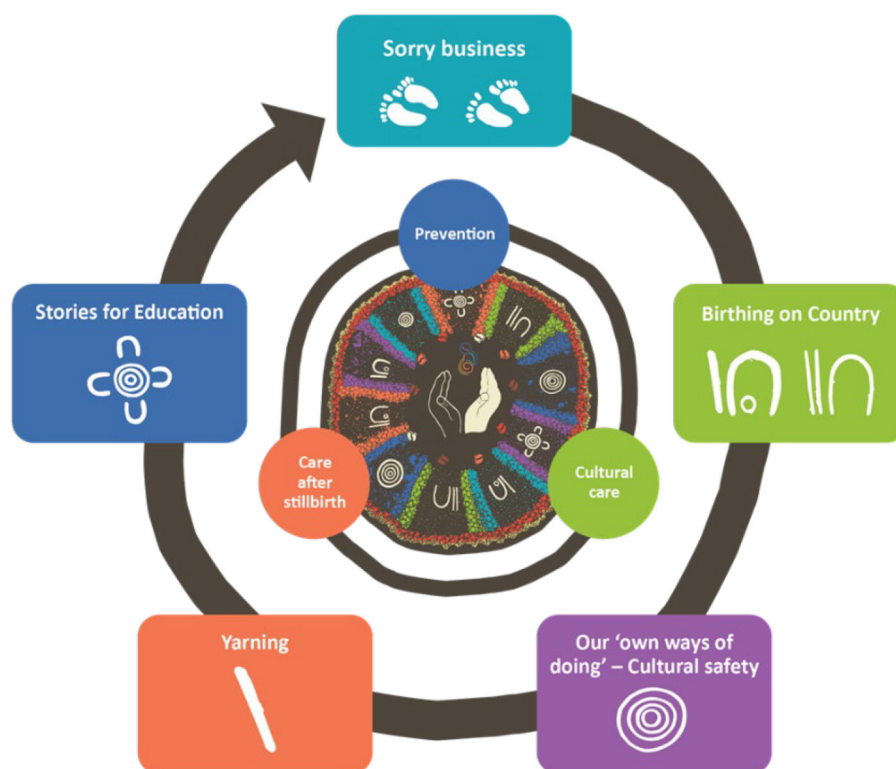 Sorry business
Prevention
Stories for Education
Birthing on Country
Care
after
stillbirth
Cultural
care
Yarning
Our ‘own ways of
doing’ – Cultural safety